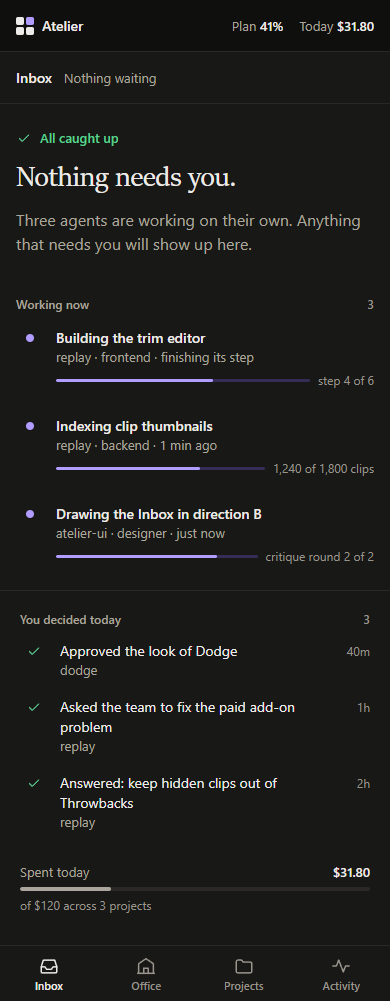 Atelier
Plan 41% Today $31.80
Inbox Nothing waiting
All caught up
Nothing needs you.
Three agents are working on their own. Anything
that needs you will show up here.
Working now 3
Building the trim editor
replay · frontend · finishing its step
step 4 of 6
Indexing clip thumbnails
replay · backend · 1 min ago
1,240 of 1,800 clips
Drawing the Inbox in direction B
atelier-ui · designer · just now
critique round 2 of 2
You decided today 3
Approved the look of Dodge 40m
dodge
Asked the team to fix the paid add-on 1h
problem
replay
Answered: keep hidden clips out of 2h
Throwbacks
replay
Spent today $31.80
of $120 across 3 projects
Inbox Office Projects Activity